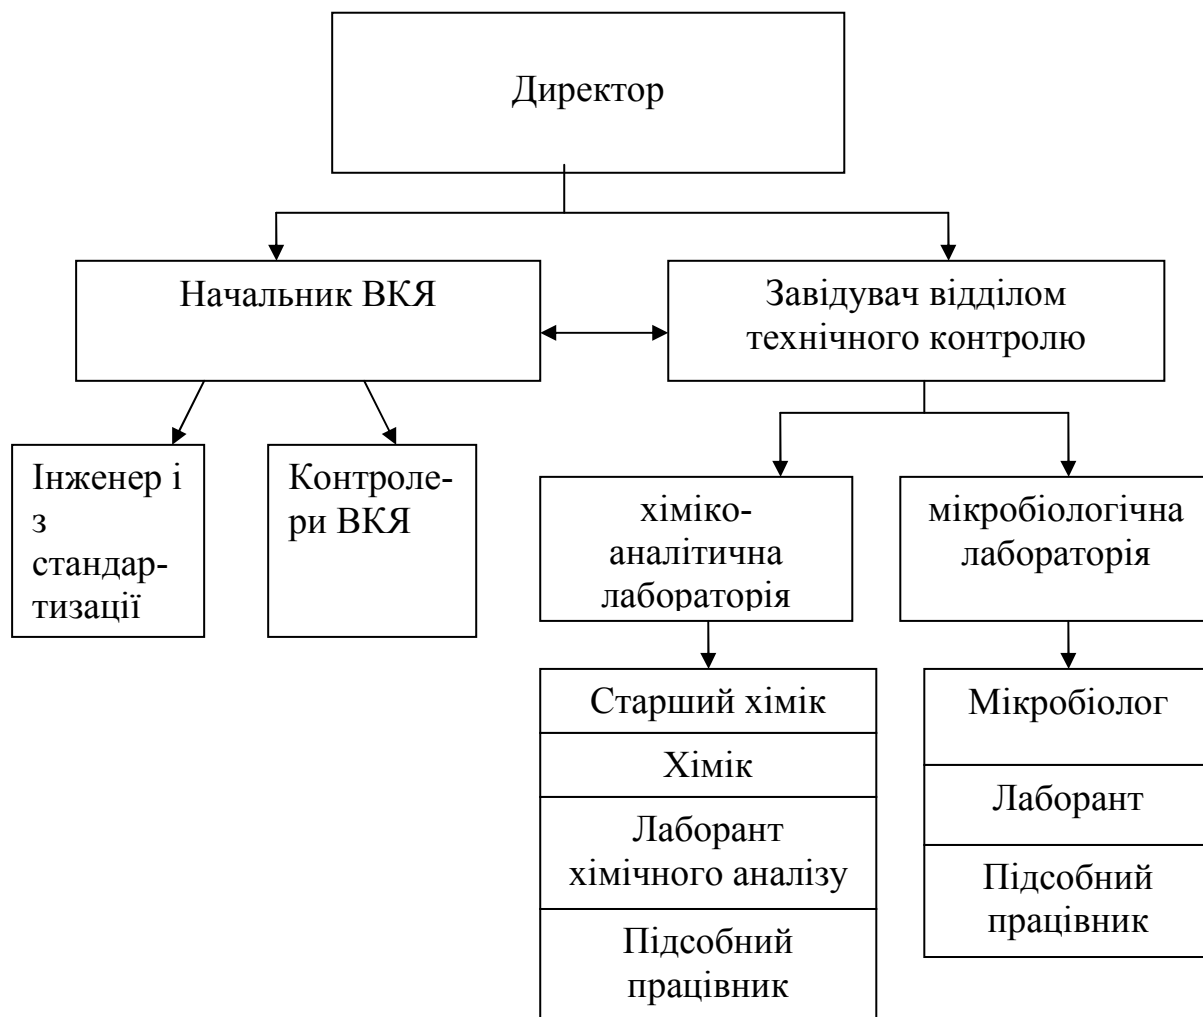 Директор
Начальник ВКЯ
Завідувач відділом
технічного контролю
Інженер і
з
стандар-
тизації
Контроле-
ри ВКЯ
хіміко-
аналітична
лабораторія
мікробіологічна
лабораторія
Старший хімік
Хімік
Лаборант
хімічного аналізу
Підсобний
працівник
Мікробіолог
Лаборант
Підсобний
працівник